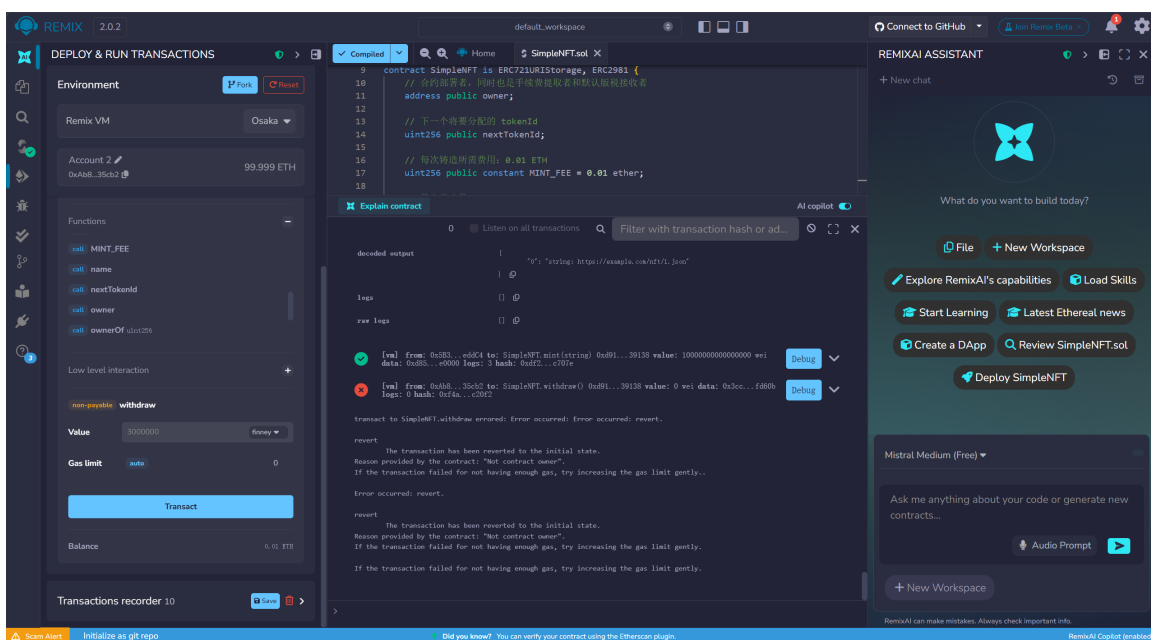 REMIX 2.0.2
default_workspace
Connect to GitHub
Join Remix Beta
1
DEPLOY & RUN TRANSACTIONS
Environment
Fork
Reset
Remix VM
Osaka
Account 2
0xAb8...35cb2
99.999 ETH
Functions
call MINT_FEE
call name
call nextTokenId
call owner
call ownerOf uint256
Low level interaction
non-payable withdraw
Value 3000000 finney
Gas limit auto 0
Transact
Balance 0.01 ETH
Transactions recorder 10
Save
3
Compiled
Home
SimpleNFT.sol
9 contract SimpleNFT is ERC721URIStorage, ERC2981 {
10 // 合约部署者，同时也是手续费提取者和默认版税接收者
11 address public owner;
12
13 // 下一个将要分配的 tokenId
14 uint256 public nextTokenId;
15
16 // 每次铸造所需费用：0.01 ETH
17 uint256 public constant MINT_FEE = 0.01 ether;
18
Explain contract
AI copilot
0 Listen on all transactions
Filter with transaction hash or ad...
decoded output {
"0": "string: https://example.com/nft/1.json"
}
logs []
raw logs []
[vm] from: 0x5B3...eddC4 to: SimpleNFT.mint(string) 0xd91...39138 value: 10000000000000000 wei
data: 0xd85...e0000 logs: 3 hash: 0xdf2...c707e
Debug
[vm] from: 0xAb8...35cb2 to: SimpleNFT.withdraw() 0xd91...39138 value: 0 wei data: 0x3cc...fd60b
logs: 0 hash: 0xf4a...c20f2
Debug
transact to SimpleNFT.withdraw errored: Error occurred: Error occurred: revert.
revert
The transaction has been reverted to the initial state.
Reason provided by the contract: "Not contract owner".
If the transaction failed for not having enough gas, try increasing the gas limit gently..
Error occurred: revert.
revert
The transaction has been reverted to the initial state.
Reason provided by the contract: "Not contract owner".
If the transaction failed for not having enough gas, try increasing the gas limit gently.
If the transaction failed for not having enough gas, try increasing the gas limit gently.
>
REMIXAI ASSISTANT
+ New chat
What do you want to build today?
File
+ New Workspace
Explore RemixAI's capabilities
Load Skills
Start Learning
Latest Ethereal news
Create a DApp
Review SimpleNFT.sol
Deploy SimpleNFT
Mistral Medium (Free)
Ask me anything about your code or generate new
contracts...
Audio Prompt
+ New Workspace
RemixAI can make mistakes. Always check important info.
Scam Alert
Initialize as git repo
Did you know? You can verify your contract using the Etherscan plugin.
RemixAI Copilot (enabled